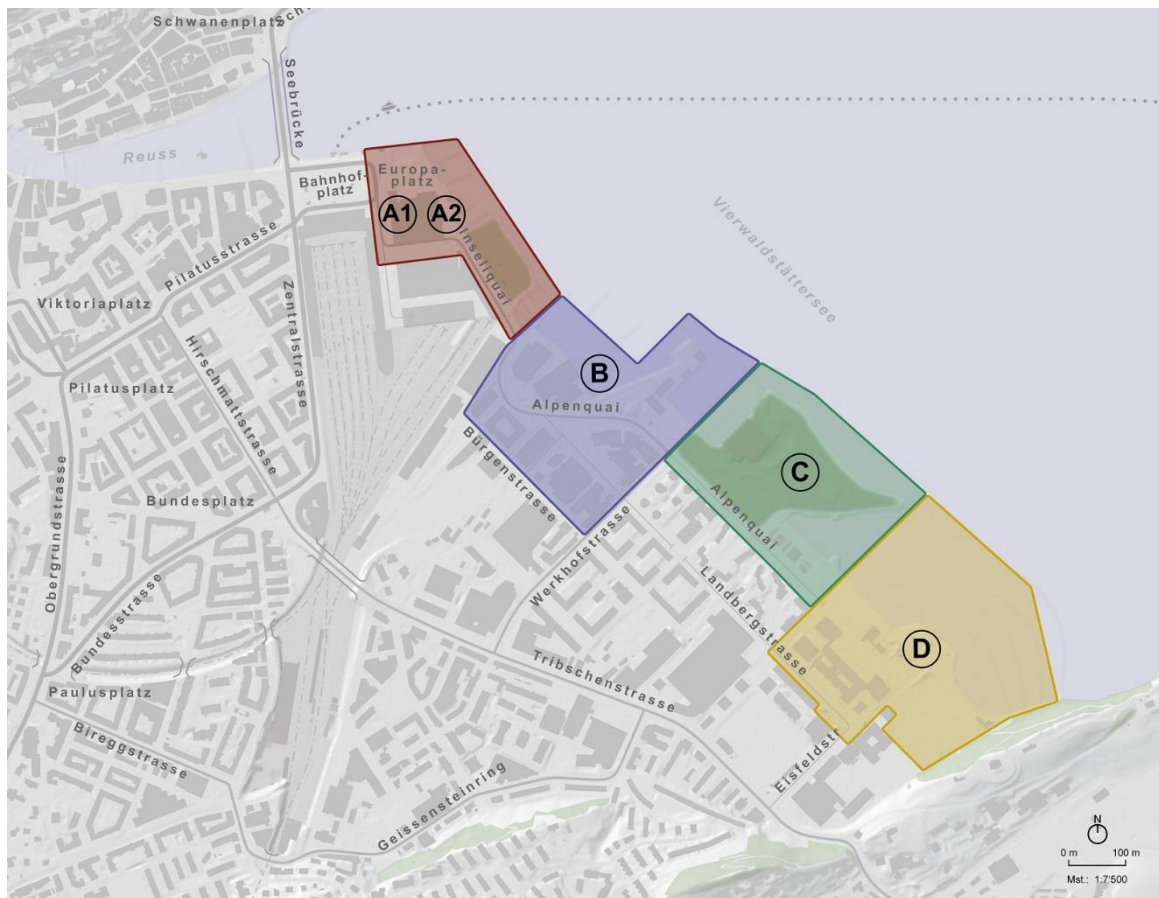 Schwanenplatz
Seebrücke
Reuss
Bahnhof-
platz
Europa-
platz
A1
A2
Inseliquai
Vierwaldstättersee
Pilatusstrasse
Viktoriaplatz
Zentralstrasse
Hirschmattstrasse
Pilatusplatz
B
Alpenquai
Bürgenstrasse
C
Alpenquai
Obergrundstrasse
Bundesplatz
Werkhofstrasse
Landbergstrasse
Bundesstrasse
D
Tribschenstrasse
Paulusplatz
Bireggstrasse
Eisfeldstr
Geissensteinring
N
0 m 100 m
Mst.: 1:7'500